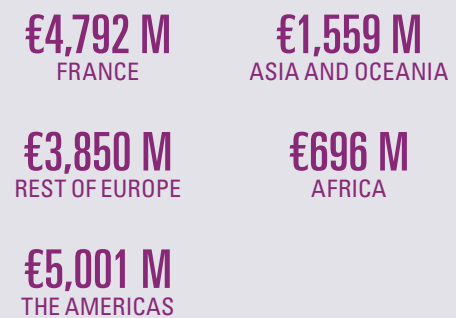 €4,792 M
FRANCE
€1,559 M
ASIA AND OCEANIA
€3,850 M
REST OF EUROPE
€696 M
AFRICA
€5,001 M
THE AMERICAS